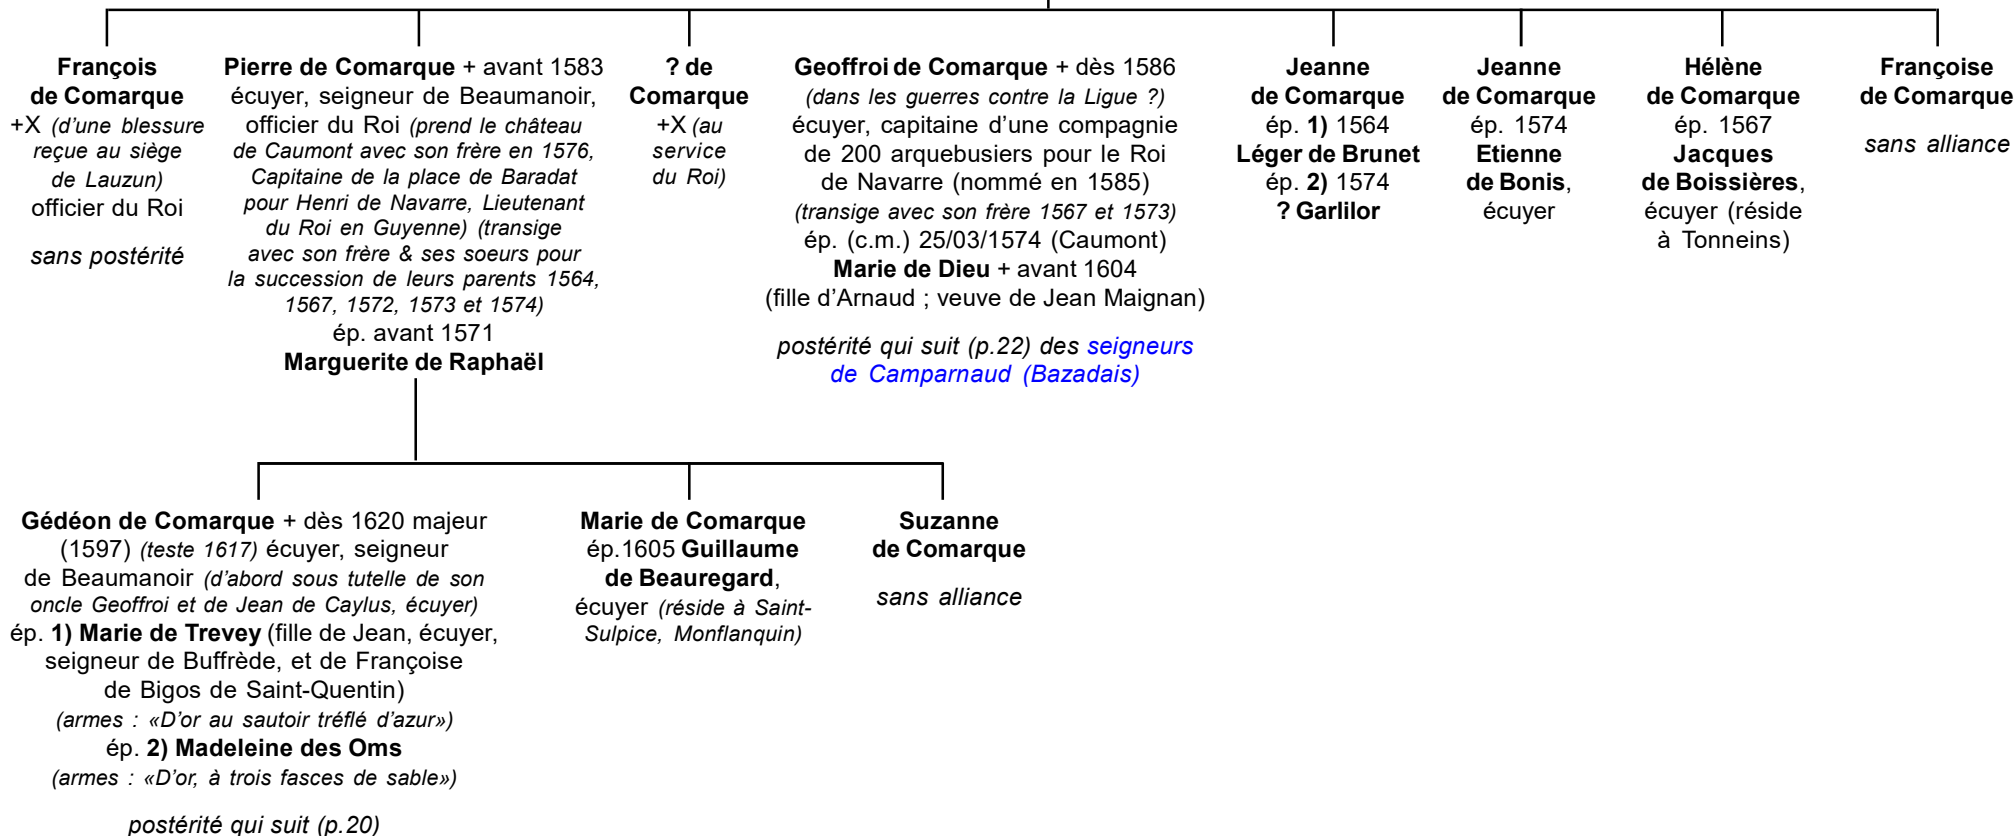 François
de Comarque
+X (d'une blessure
reçue au siège
de Lauzun)
officier du Roi
sans postérité
Pierre de Comarque + avant 1583
écuyer, seigneur de Beaumanoir,
officier du Roi (prend le château
de Caumont avec son frère en 1576,
Capitaine de la place de Baradat
pour Henri de Navarre, Lieutenant
du Roi en Guyenne) (transige
avec son frère & ses soeurs pour
la succession de leurs parents 1564,
1567, 1572, 1573 et 1574)
ép. avant 1571
Marguerite de Raphaël
? de
Comarque
+X (au
service
du Roi)
Geoffroi de Comarque + dès 1586
(dans les guerres contre la Ligue ?)
écuyer, capitaine d'une compagnie
de 200 arquebusiers pour le Roi
de Navarre (nommé en 1585)
(transige avec son frère 1567 et 1573)
ép. (c.m.) 25/03/1574 (Caumont)
Marie de Dieu + avant 1604
(fille d'Arnaud ; veuve de Jean Maignan)
postérité qui suit (p.22) des seigneurs
de Camparnaud (Bazadais)
Jeanne
de Comarque
ép. 1) 1564
Léger de Brunet
ép. 2) 1574
? Garlilor
Jeanne
de Comarque
ép. 1574
Etienne
de Bonis,
écuyer
Hélène
de Comarque
ép. 1567
Jacques
de Boissières,
écuyer (réside
à Tonneins)
Françoise
de Comarque
sans alliance
Gédéon de Comarque + dès 1620 majeur
(1597) (teste 1617) écuyer, seigneur
de Beaumanoir (d'abord sous tutelle de son
oncle Geoffroi et de Jean de Caylus, écuyer)
ép. 1) Marie de Trevey (fille de Jean, écuyer,
seigneur de Buffrède, et de Françoise
de Bigos de Saint-Quentin)
(armes : «D'or au sautoir tréflé d'azur»)
ép. 2) Madeleine des Oms
(armes : «D'or, à trois fasces de sable»)
postérité qui suit (p.20)
Marie de Comarque
ép.1605 Guillaume
de Beauregard,
écuyer (réside à Saint-
Sulpice, Monflanquin)
Suzanne
de Comarque
sans alliance